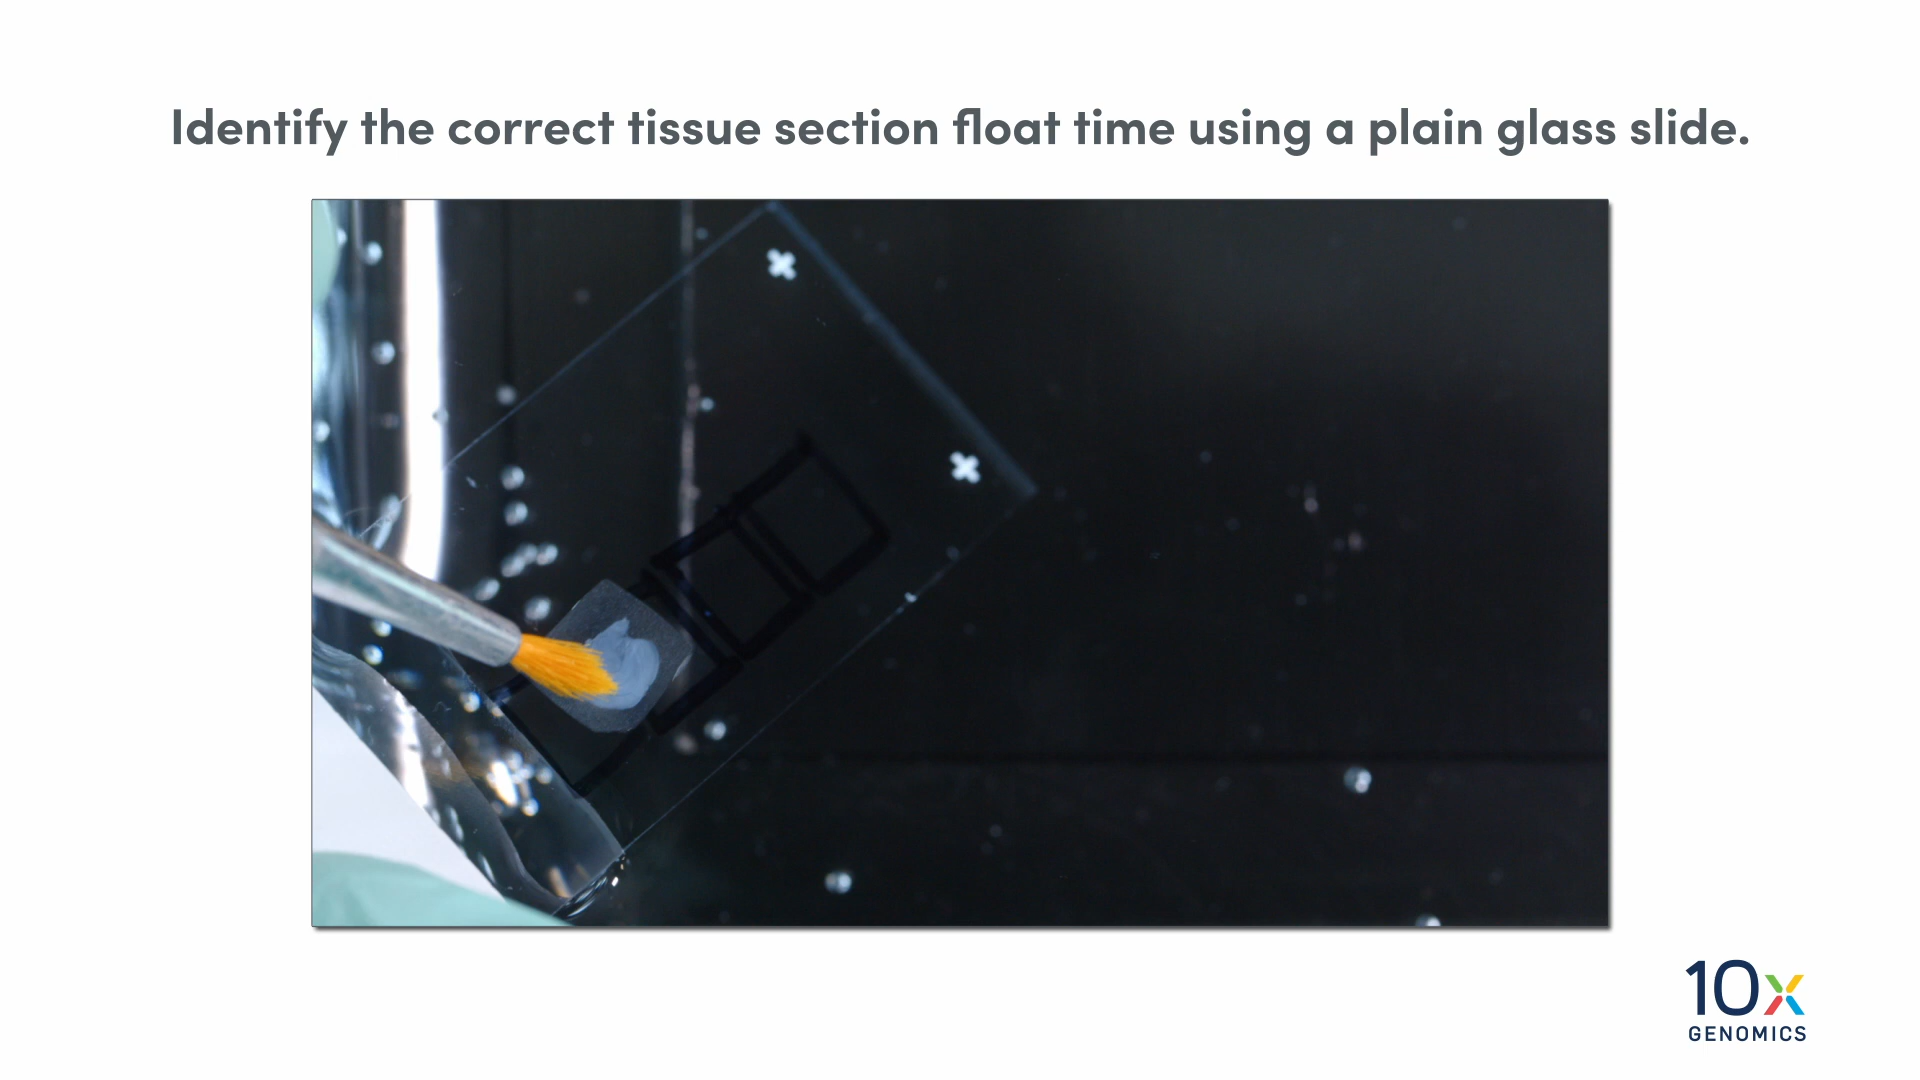 Identify the correct tissue section float time using a plain glass slide.
10x
GENOMICS